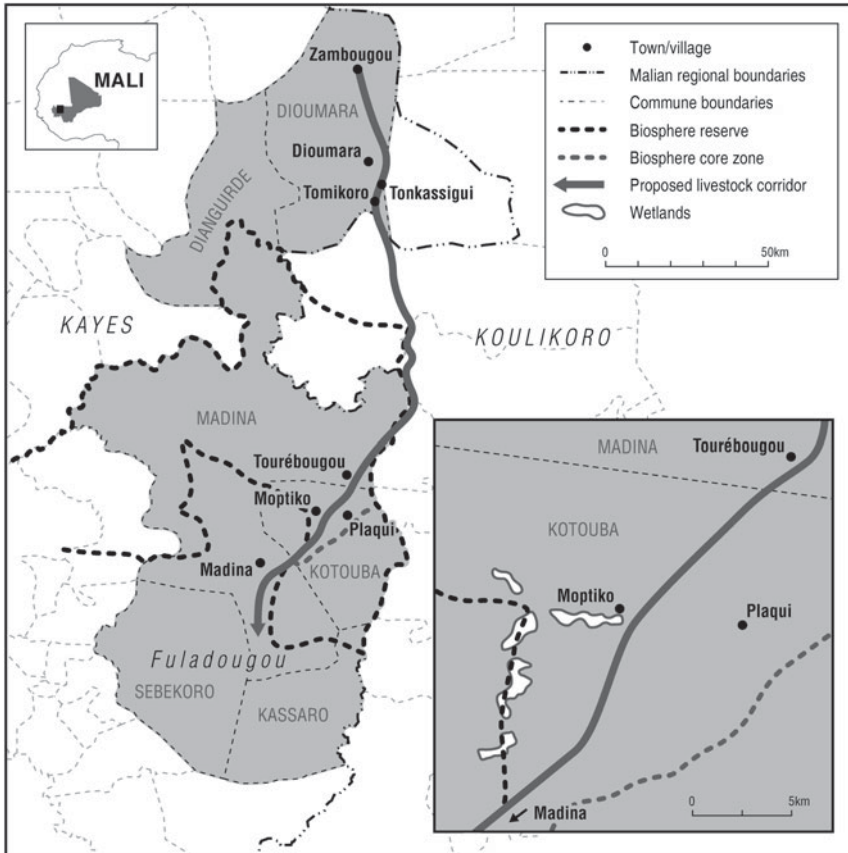 MALI
Town/village
Malian regional boundaries
Commune boundaries
Biosphere reserve
Biosphere core zone
Proposed livestock corridor
Wetlands
0 50km
Zambougou
DIOUMARA
Dioumara
Tomikoro
Tonkassigui
DIANGUIRDE
KAYES
KOULIKORO
MADINA
Tourébougou
Moptiko
Plaqui
Madina
KOTOUBA
Fuladougou
SEBEKORO
KASSARO
MADINA
Tourébougou
KOTOUBA
Moptiko
Plaqui
Madina
0 5km